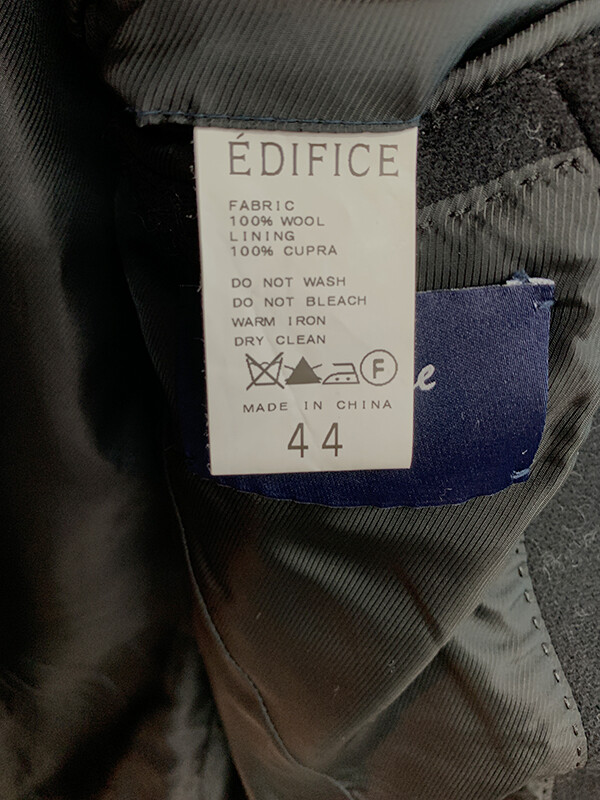 ÉDIFICE
FABRIC
100% WOOL
LINING
100% CUPRA
DO NOT WASH
DO NOT BLEACH
WARM IRON
DRY CLEAN
F
e
MADE IN CHINA
44